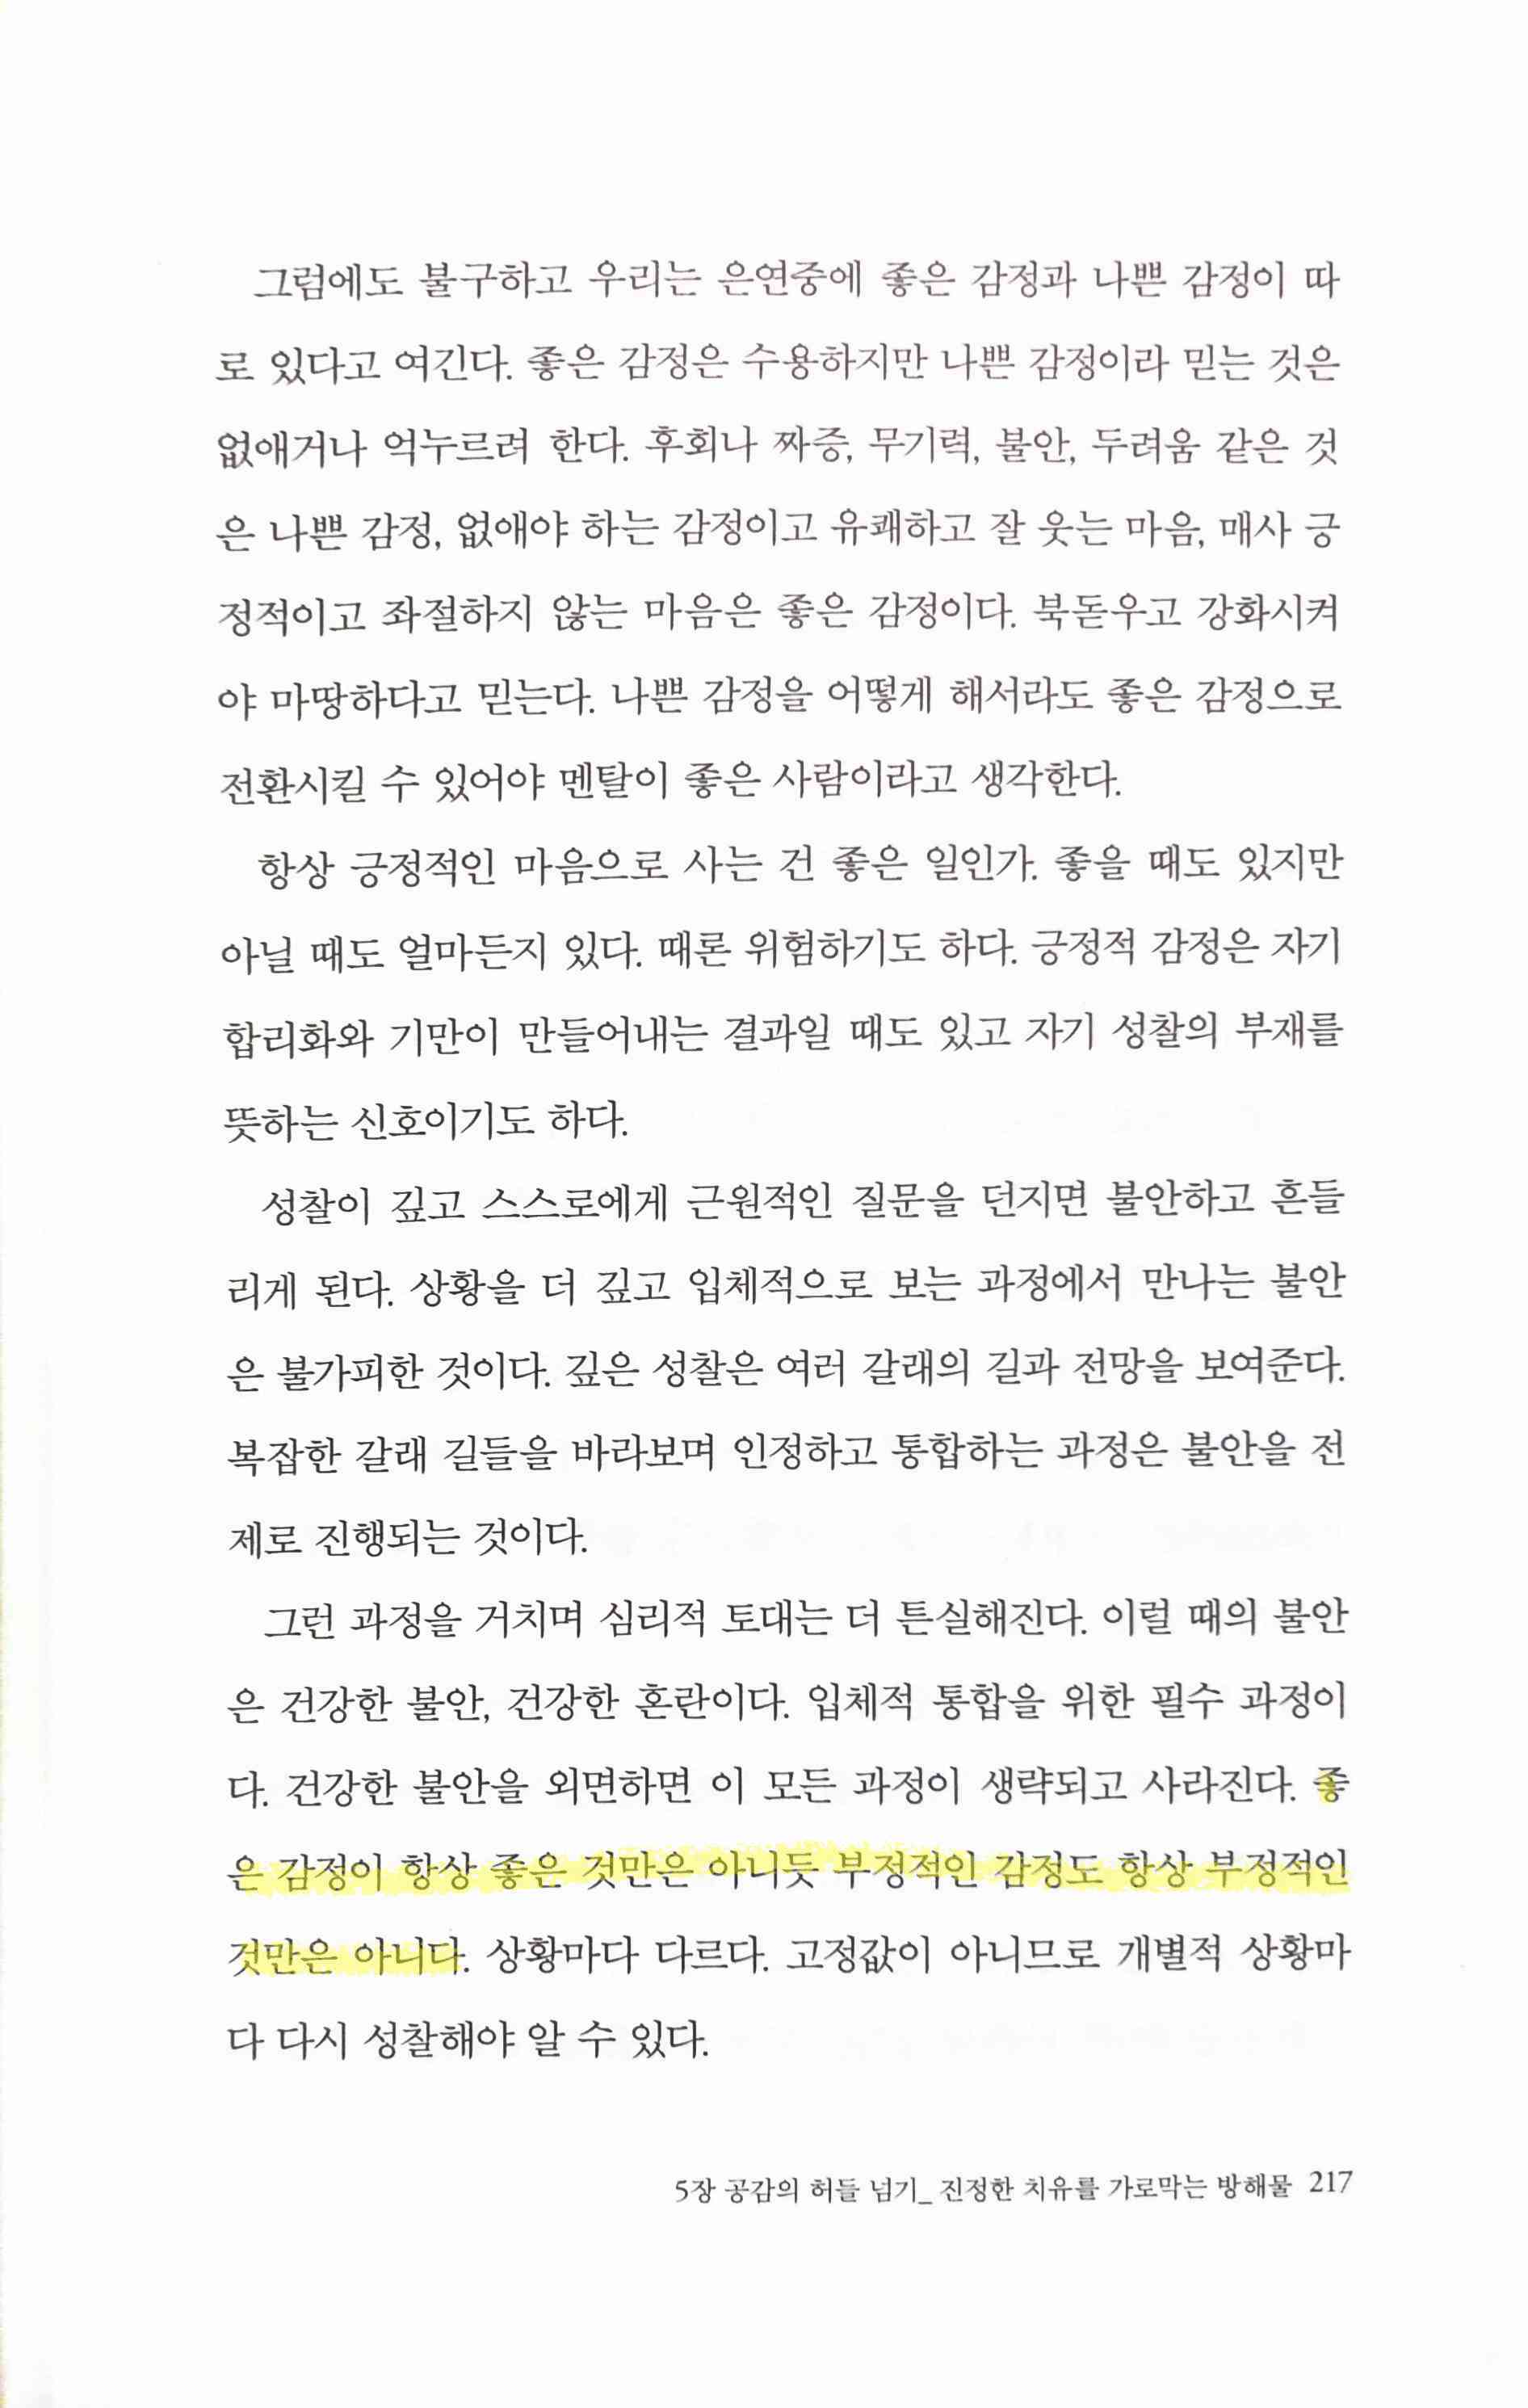 그럼에도 불구하고 우리는 은연중에 좋은 감정과 나쁜 감정이 따
로 있다고 여긴다. 좋은 감정은 수용하지만 나쁜 감정이라 믿는 것은
없애거나 억누르려 한다. 후회나 짜증, 무기력, 불안, 두려움 같은 것
은 나쁜 감정, 없애야 하는 감정이고 유쾌하고 잘 웃는 마음, 매사 긍
정적이고 좌절하지 않는 마음은 좋은 감정이다. 북돋우고 강화시켜
야 마땅하다고 믿는다. 나쁜 감정을 어떻게 해서라도 좋은 감정으로
전환시킬 수 있어야 멘탈이 좋은 사람이라고 생각한다.
항상 긍정적인 마음으로 사는 건 좋은 일인가. 좋을 때도 있지만
아닐 때도 얼마든지 있다. 때론 위험하기도 하다. 긍정적 감정은 자기
합리화와 기만이 만들어내는 결과일 때도 있고 자기 성찰의 부재를
뜻하는 신호이기도 하다.
성찰이 깊고 스스로에게 근원적인 질문을 던지면 불안하고 흔들
리게 된다. 상황을 더 깊고 입체적으로 보는 과정에서 만나는 불안
은 불가피한 것이다. 깊은 성찰은 여러 갈래의 길과 전망을 보여준다.
복잡한 갈래 길들을 바라보며 인정하고 통합하는 과정은 불안을 전
제로 진행되는 것이다.
그런 과정을 거치며 심리적 토대는 더 튼실해진다. 이럴 때의 불안
은 건강한 불안, 건강한 혼란이다. 입체적 통합을 위한 필수 과정이
다. 건강한 불안을 외면하면 이 모든 과정이 생략되고 사라진다. 좋
은 감정이 항상 좋은 것만은 아니듯 부정적인 감정도 항상 부정적인
것만은 아니다. 상황마다 다르다. 고정값이 아니므로 개별적 상황마
다 다시 성찰해야 알 수 있다.
5장 공감의 허들 넘기_ 진정한 치유를 가로막는 방해물 217